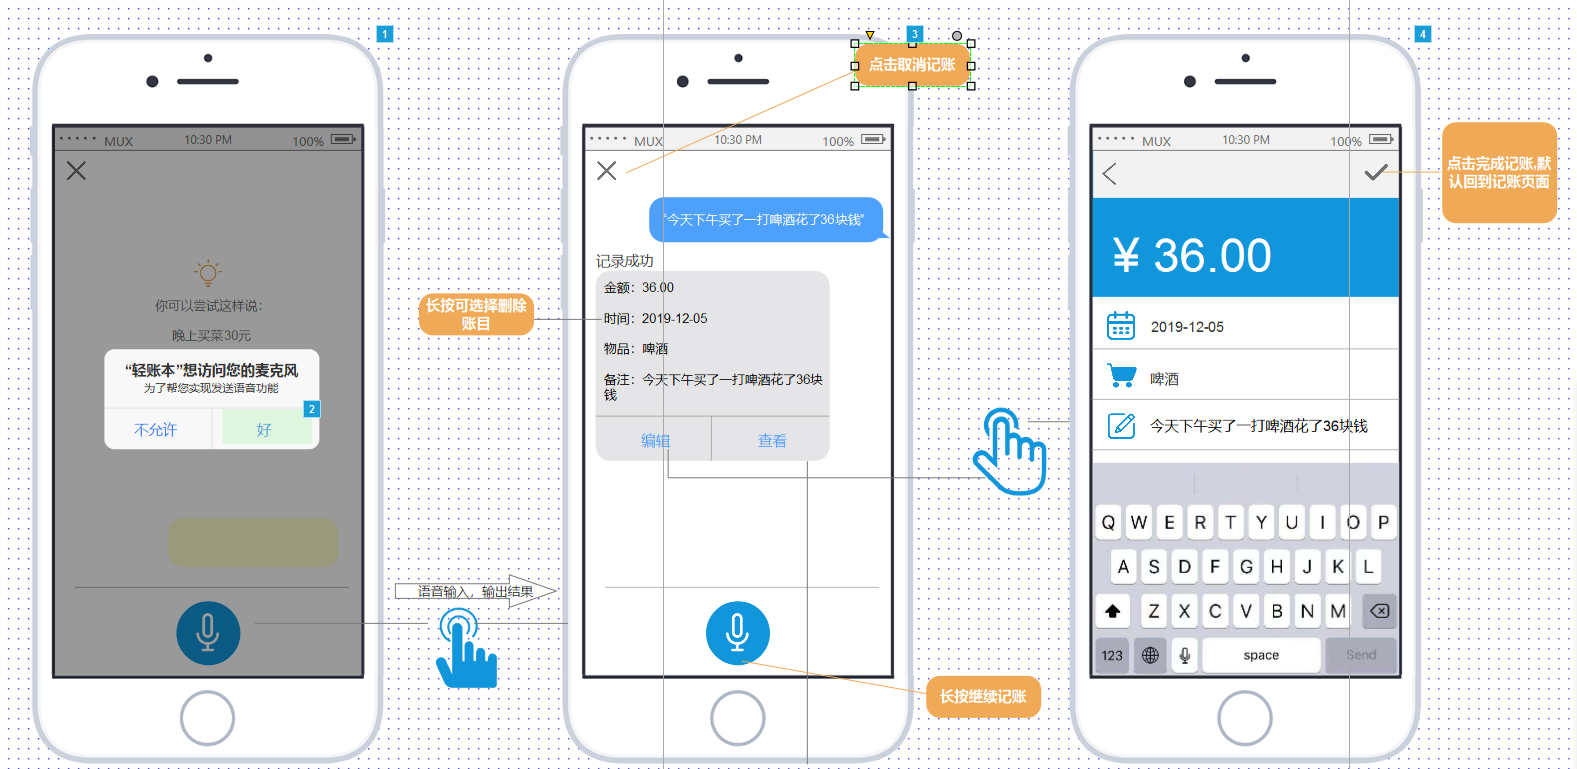 1
MUX
10:30 PM
100%
你可以尝试这样说：
晚上买菜30元
“轻账本”想访问您的麦克风
为了帮您实现发送语音功能
2
不允许
好
语音输入，输出结果
3
点击取消记账
MUX
10:30 PM
100%
“今天下午买了一打啤酒花了36块钱”
记录成功
金额：36.00
时间：2019-12-05
物品：啤酒
备注：今天下午买了一打啤酒花了36块
钱
编辑
查看
长按可选择删除
账目
长按继续记账
4
MUX
10:30 PM
100%
点击完成记账,默
认回到记账页面
¥ 36.00
2019-12-05
啤酒
今天下午买了一打啤酒花了36块钱
Q W E R T Y U I O P
A S D F G H J K L
Z X C V B N M
123
space
Send